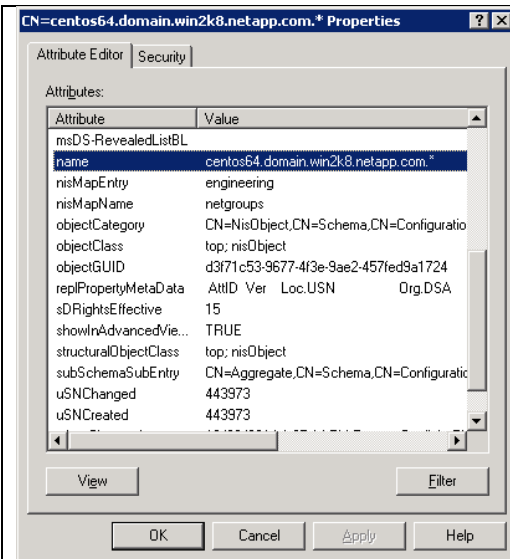 CN=centos64.domain.win2k8.netapp.com.* Properties
Attribute Editor Security
Attributes:
Attribute Value
msDS-RevealedListBL
name centos64.domain.win2k8.netapp.com.*
nisMapEntry engineering
nisMapName netgroups
objectCategory CN=NisObject,CN=Schema,CN=Configuratio
objectClass top; nisObject
objectGUID d3f71c53-9677-4f3e-9ae2-457fed9a1724
replPropertyMetaData AttID Ver Loc.USN Org.DSA
sDRightsEffective 15
showInAdvancedVie... TRUE
structuralObjectClass top; nisObject
subSchemaSubEntry CN=Aggregate,CN=Schema,CN=Configuratic
uSNChanged 443973
uSNCreated 443973
View Filter
OK Cancel Apply Help